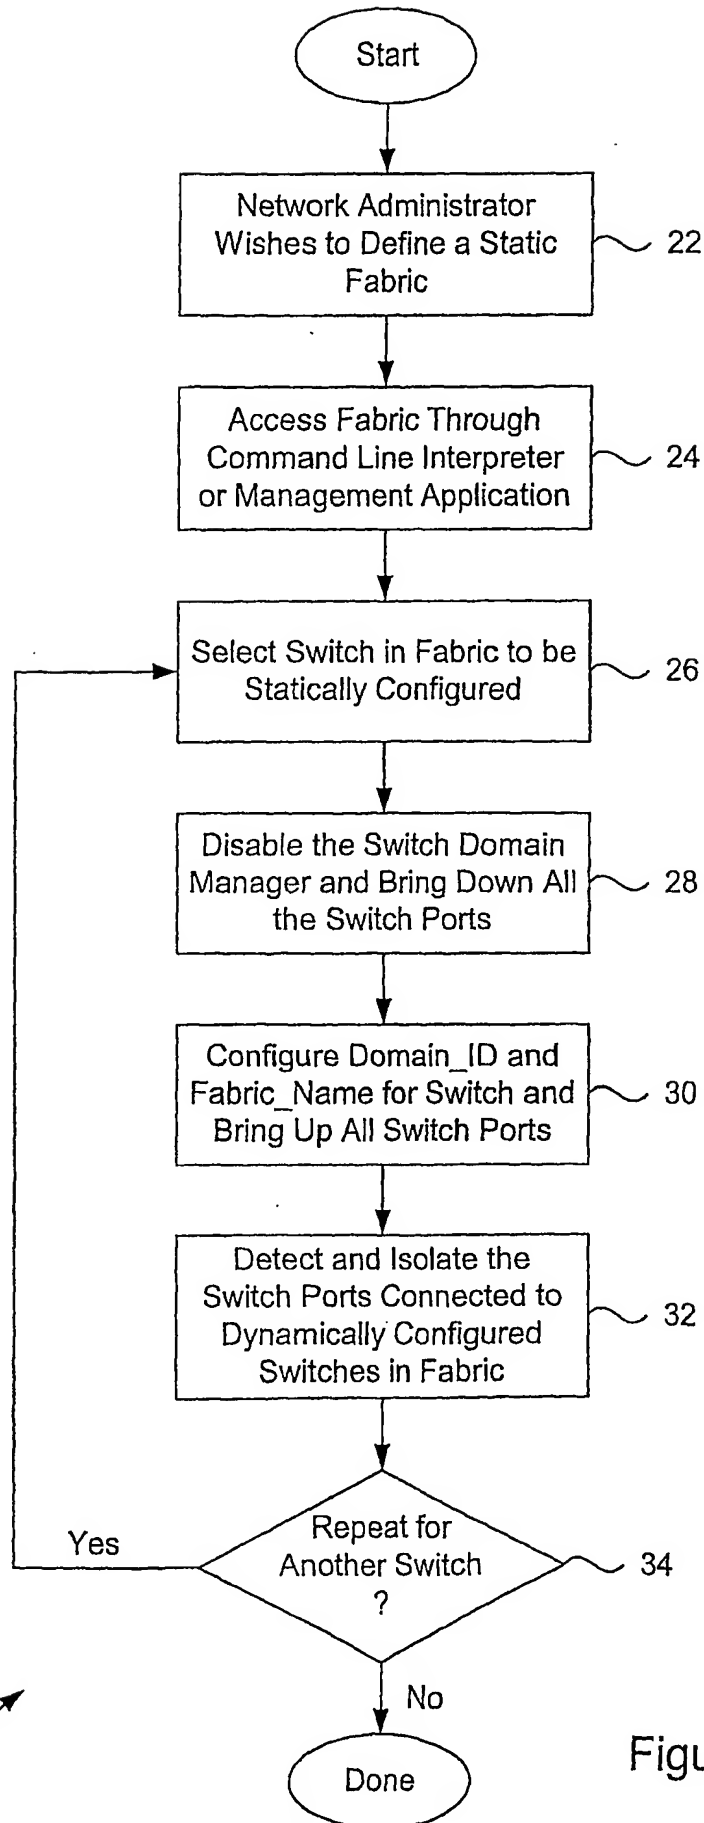 Start
Network Administrator
Wishes to Define a Static
Fabric
22
Access Fabric Through
Command Line Interpreter
or Management Application
24
Select Switch in Fabric to be
Statically Configured
26
Disable the Switch Domain
Manager and Bring Down All
the Switch Ports
28
Configure Domain_ID and
Fabric_Name for Switch and
Bring Up All Switch Ports
30
Detect and Isolate the
Switch Ports Connected to
Dynamically Configured
Switches in Fabric
32
Repeat for
Another Switch
?
34
Yes
No
Done
Figu